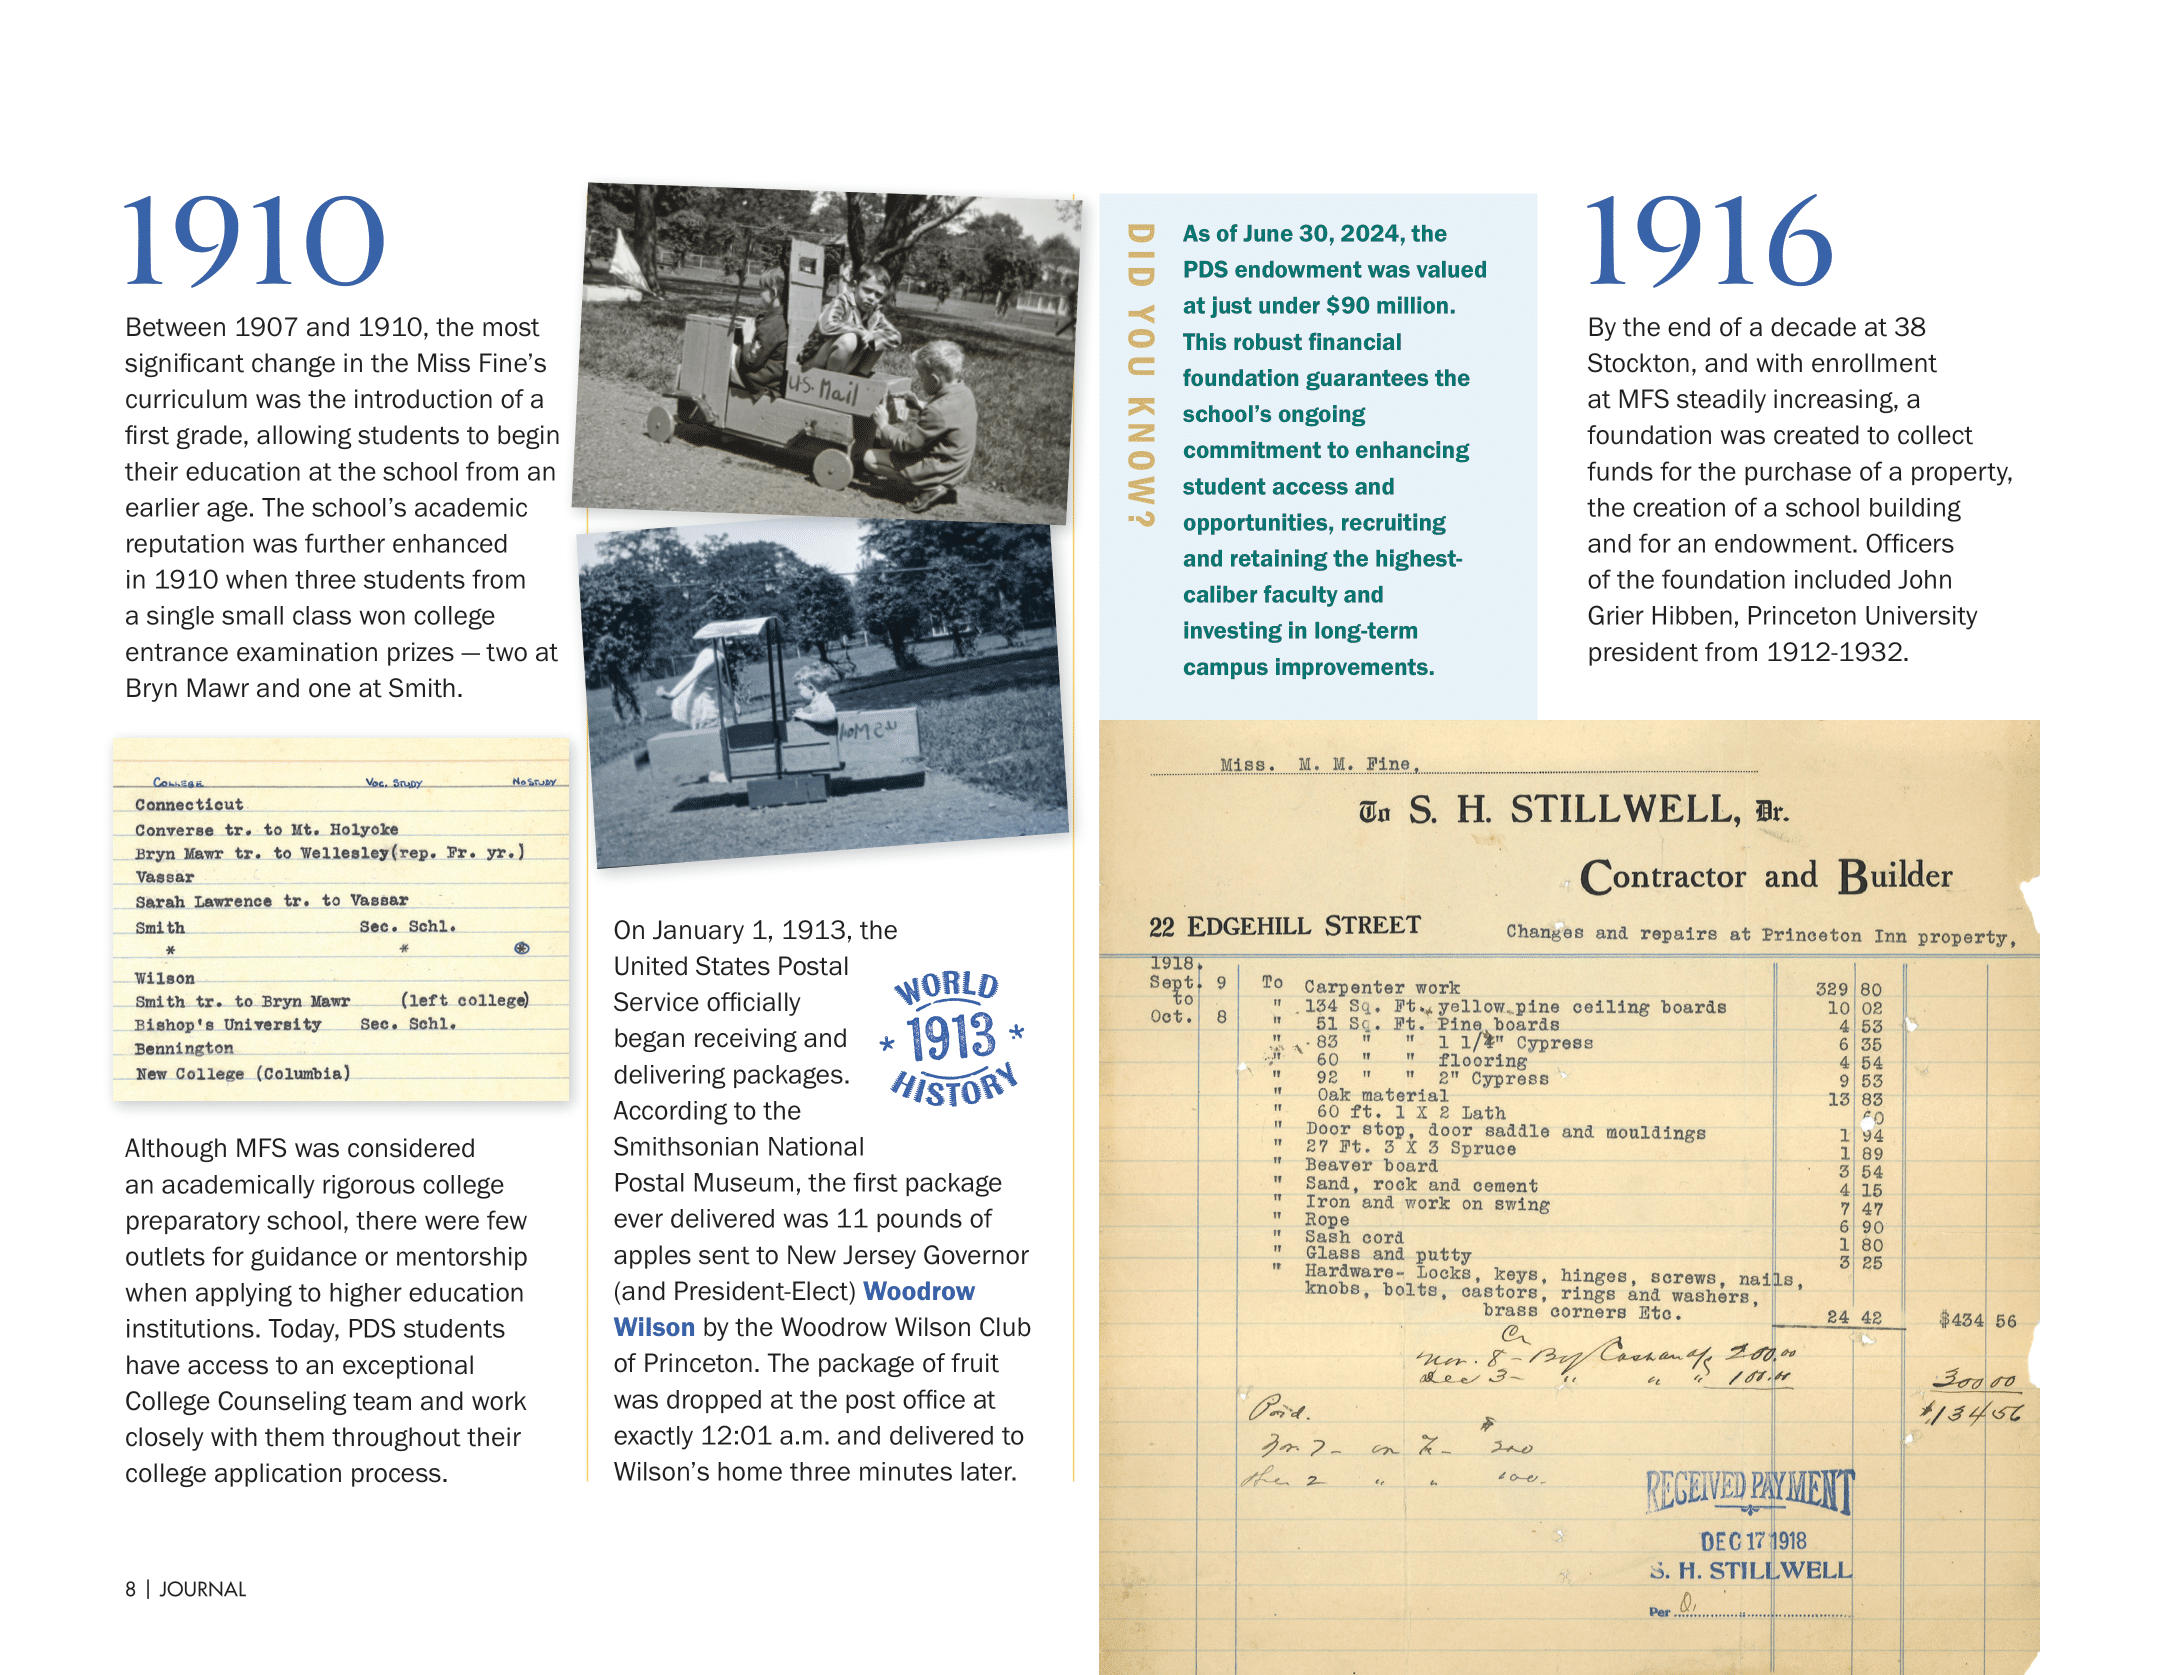 1910
Between 1907 and 1910, the most
significant change in the Miss Fine's
curriculum was the introduction of a
first grade, allowing students to begin
their education at the school from an
earlier age. The school's academic
reputation was further enhanced
in 1910 when three students from
a single small class won college
entrance examination prizes — two at
Bryn Mawr and one at Smith.
COLLEGE Voc. STUDY No STUDY
Connecticut
Converse tr. to Mt. Holyoke
Bryn Mawr tr. to Wellesley(rep. Fr. yr.)
Vassar
Sarah Lawrence tr. to Vassar
Smith Sec. Schl.
* * *
Wilson
Smith tr. to Bryn Mawr (left college)
Bishop's University Sec. Schl.
Bennington
New College (Columbia)
Although MFS was considered
an academically rigorous college
preparatory school, there were few
outlets for guidance or mentorship
when applying to higher education
institutions. Today, PDS students
have access to an exceptional
College Counseling team and work
closely with them throughout their
college application process.
8 | JOURNAL
U.S. Mail
On January 1, 1913, the
United States Postal
Service officially
began receiving and
delivering packages.
According to the
Smithsonian National
Postal Museum, the first package
ever delivered was 11 pounds of
apples sent to New Jersey Governor
(and President-Elect) Woodrow
Wilson by the Woodrow Wilson Club
of Princeton. The package of fruit
was dropped at the post office at
exactly 12:01 a.m. and delivered to
Wilson's home three minutes later.
WORLD
* 1913 *
HISTORY
DID YOU KNOW?
As of June 30, 2024, the
PDS endowment was valued
at just under $90 million.
This robust financial
foundation guarantees the
school's ongoing
commitment to enhancing
student access and
opportunities, recruiting
and retaining the highest-
caliber faculty and
investing in long-term
campus improvements.
1916
By the end of a decade at 38
Stockton, and with enrollment
at MFS steadily increasing, a
foundation was created to collect
funds for the purchase of a property,
the creation of a school building
and for an endowment. Officers
of the foundation included John
Grier Hibben, Princeton University
president from 1912-1932.
Miss. M. M. Fine,
To S. H. STILLWELL, Dr.
Contractor and Builder
22 EDGEHILL STREET Changes and repairs at Princeton Inn property,
1918.
Sept. 9 To Carpenter work 329 80
to " 134 Sq. Ft. yellow pine ceiling boards 10 02
Oct. 8 " 51 Sq. Ft. Pine boards 4 53
" 83 " " 1 1/4" Cypress 6 35
" 60 " " flooring 4 54
" 92 " " 2" Cypress 9 53
" Oak material 13 83
" 60 ft. 1 X 2 Lath
" Door stop, door saddle and mouldings 1 94
" 27 Ft. 3 X 3 Spruce 1 89
" Beaver board 3 54
" Sand, rock and cement 4 15
" Iron and work on swing 7 47
" Rope 6 90
" Sash cord 1 80
" Glass and putty 3 25
" Hardware- Locks, keys, hinges, screws, nails,
knobs, bolts, castors, rings and washers,
brass corners Etc. 24 42 $434 56
Cr
Nov. 8 - By Cash on a/c 200.00
Dec 3 - " " " 100.00 300 00
$134 56
Paid.
RECEIVED PAYMENT
DEC 17 1918
S. H. STILLWELL
Per